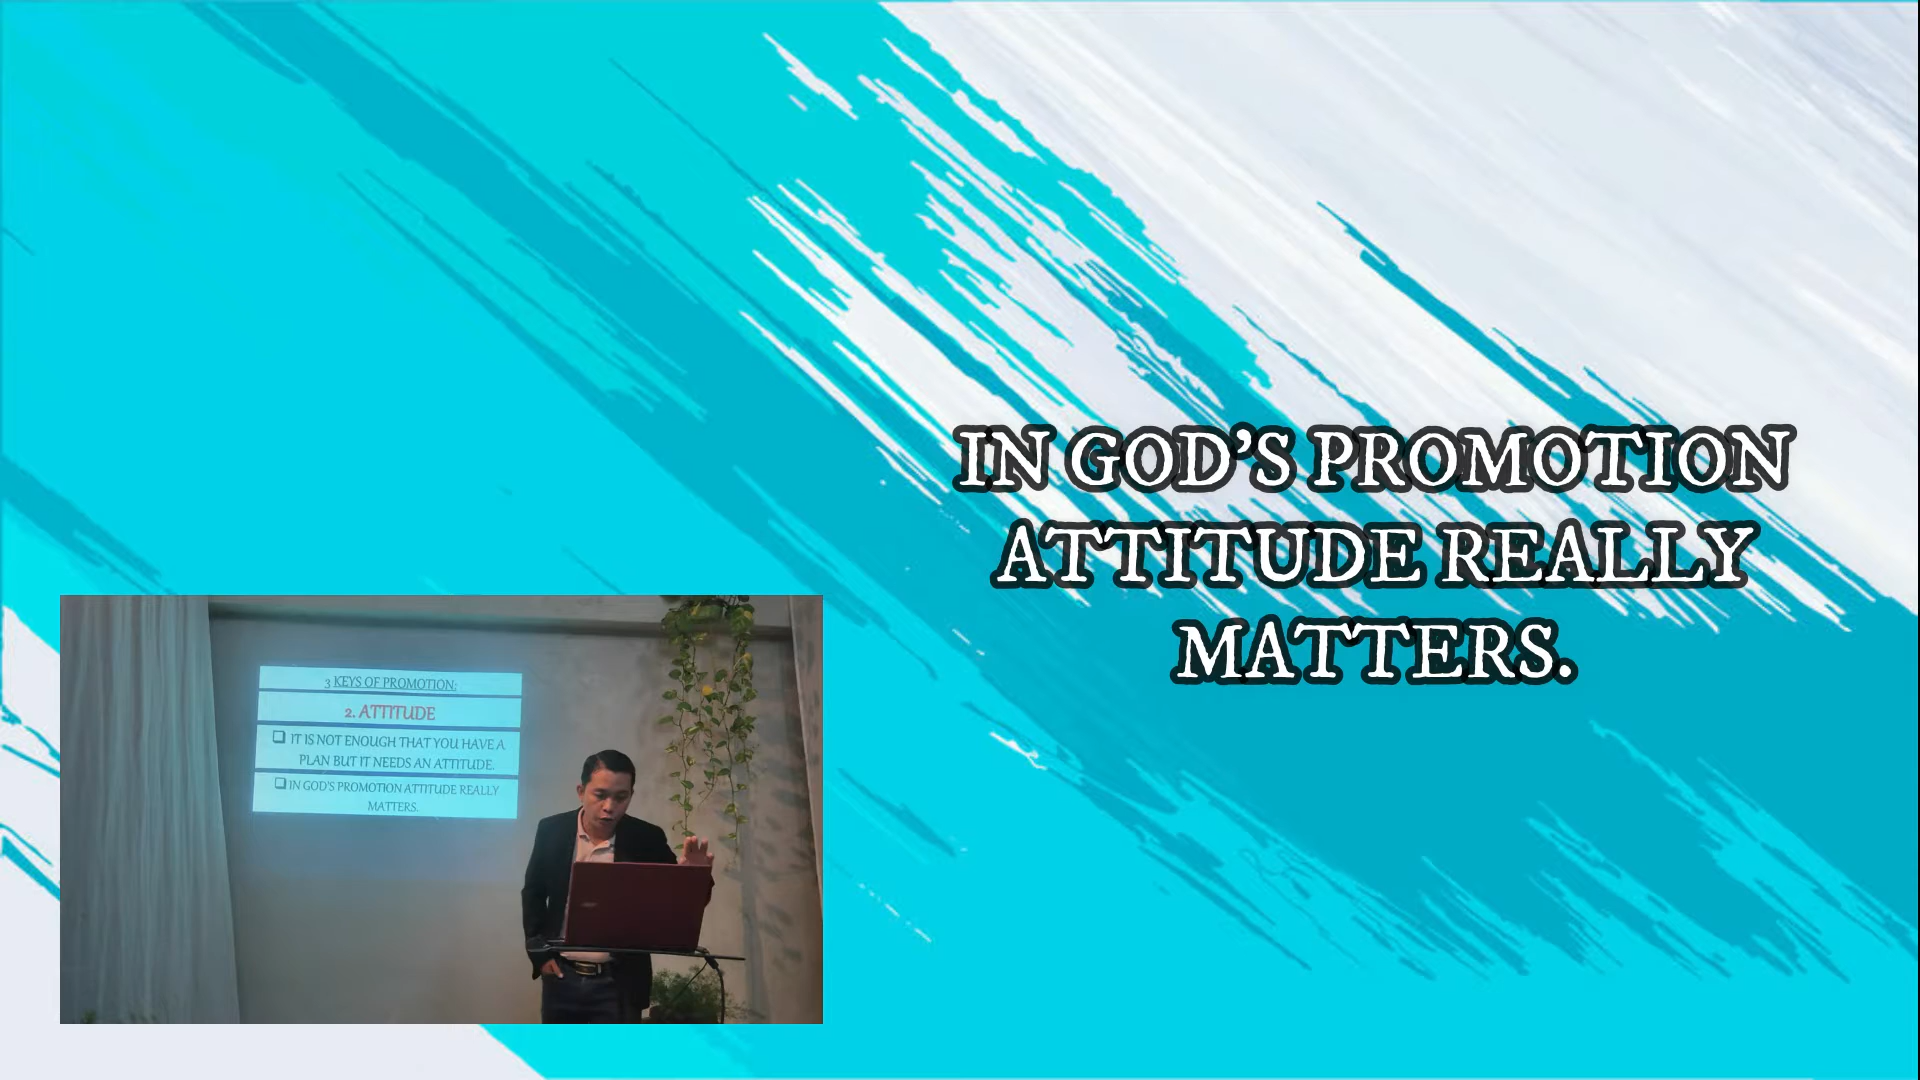 IN GOD'S PROMOTION
ATTITUDE REALLY
MATTERS.
3 KEYS OF PROMOTION:
2. ATTITUDE
❑ IT IS NOT ENOUGH THAT YOU HAVE A
PLAN BUT IT NEEDS AN ATTITUDE.
❑ IN GOD'S PROMOTION ATTITUDE REALLY
MATTERS.